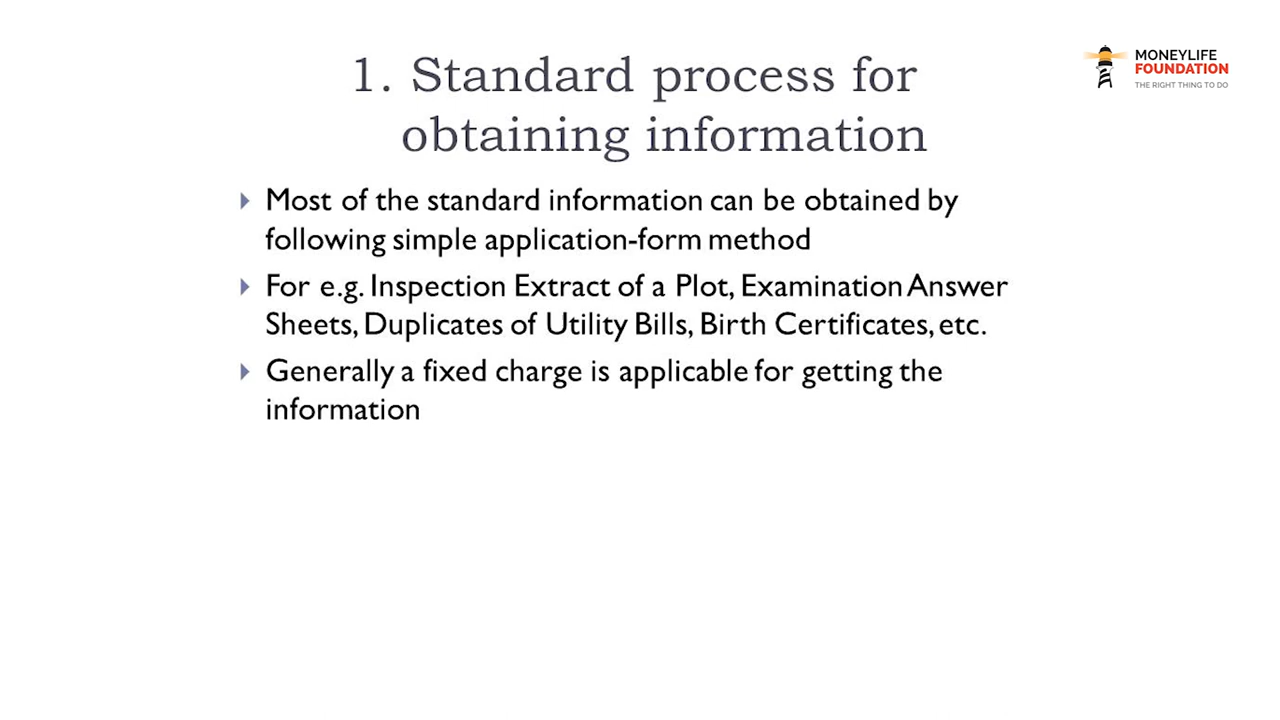 1. Standard process for
obtaining information
MONEYLIFE
FOUNDATION
THE RIGHT THING TO DO
Most of the standard information can be obtained by
following simple application-form method
For e.g. Inspection Extract of a Plot, Examination Answer
Sheets, Duplicates of Utility Bills, Birth Certificates, etc.
Generally a fixed charge is applicable for getting the
information